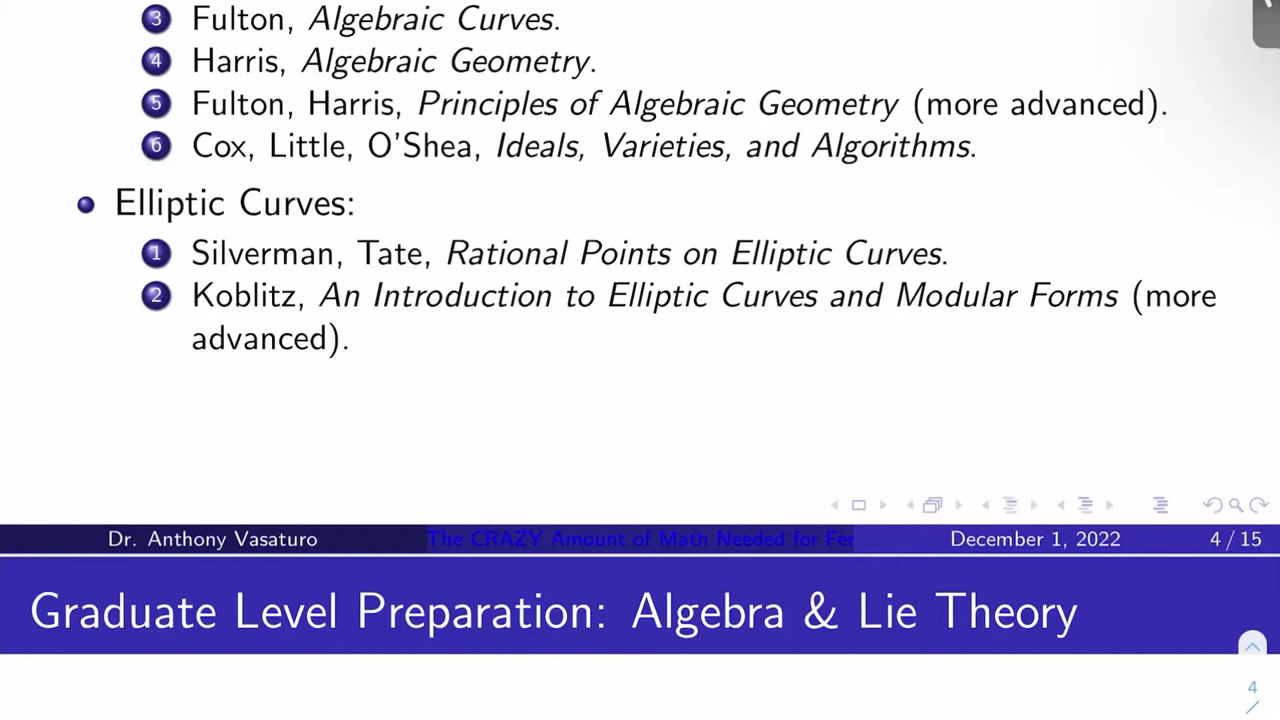 3 Fulton, Algebraic Curves.
4 Harris, Algebraic Geometry.
5 Fulton, Harris, Principles of Algebraic Geometry (more advanced).
6 Cox, Little, O'Shea, Ideals, Varieties, and Algorithms.
Elliptic Curves:
1 Silverman, Tate, Rational Points on Elliptic Curves.
2 Koblitz, An Introduction to Elliptic Curves and Modular Forms (more
advanced).
Dr. Anthony Vasaturo The CRAZY Amount of Math Needed for Fer December 1, 2022 4 / 15
Graduate Level Preparation: Algebra & Lie Theory
4
/